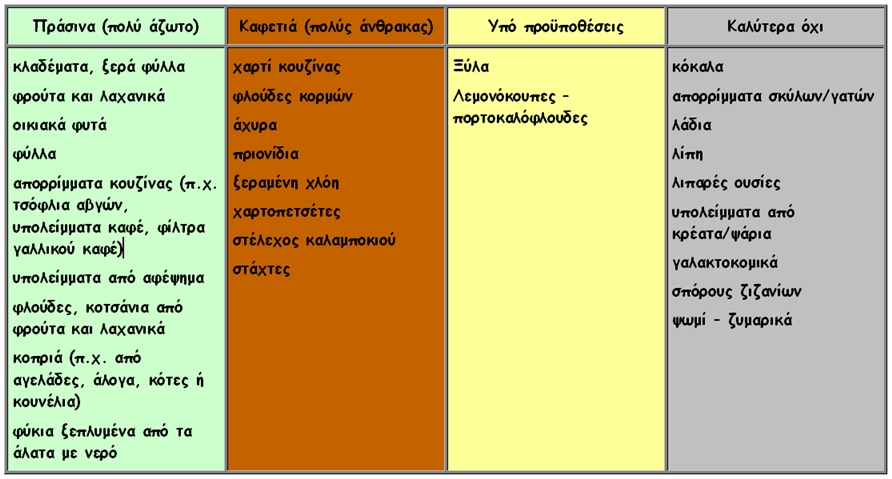 Πράσινα (πολύ άζωτο)
Καφετιά (πολύς άνθρακας)
Υπό προϋποθέσεις
Καλύτερα όχι
κλαδέματα, ξερά φύλλα
φρούτα και λαχανικά
οικιακά φυτά
φύλλα
απορρίμματα κουζίνας (π.χ.
τσόφλια αβγών,
υπολείμματα καφέ, φίλτρα
γαλλικού καφέ)
υπολείμματα από αφέψημα
φλούδες, κοτσάνια από
φρούτα και λαχανικά
κοπριά (π.χ. από
αγελάδες, άλογα, κότες ή
κουνέλια)
φύκια ξεπλυμένα από τα
άλατα με νερό
χαρτί κουζίνας
φλούδες κορμών
άχυρα
πριονίδια
ξεραμένη χλόη
χαρτοπετσέτες
στέλεχος καλαμποκιού
στάχτες
Ξύλα
Λεμονόκουπες -
πορτοκαλόφλουδες
κόκαλα
απορρίμματα σκύλων/γατών
λάδια
λίπη
λιπαρές ουσίες
υπολείμματα από
κρέατα/ψάρια
γαλακτοκομικά
σπόρους ζιζανίων
ψωμί - ζυμαρικά